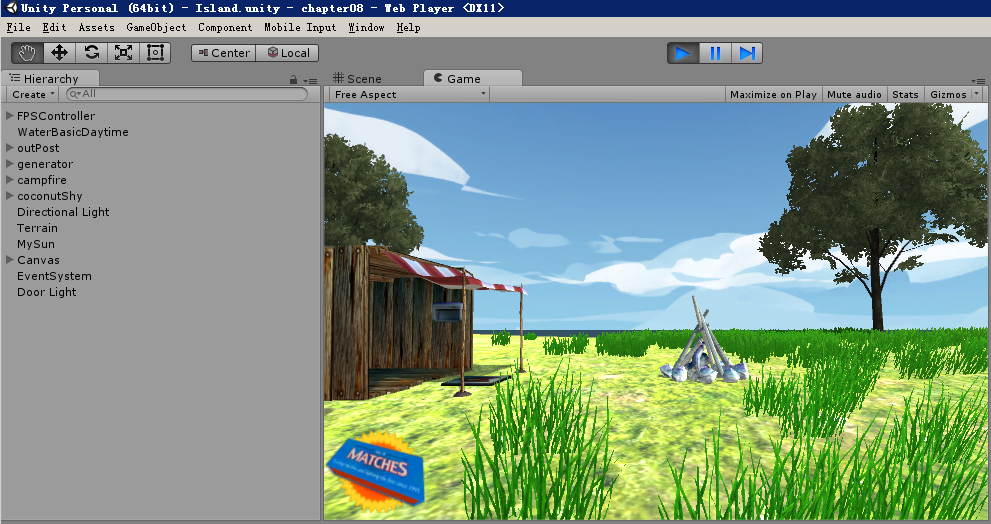 Unity Personal (64bit) - Island.unity - chapter08 - Web Player <DX11>
File Edit Assets GameObject Component Mobile Input Window Help
Center Local
Hierarchy
Create All
FPSController
WaterBasicDaytime
outPost
generator
campfire
coconutShy
Directional Light
Terrain
MySun
Canvas
EventSystem
Door Light
Scene Game
Free Aspect Maximize on Play Mute audio Stats Gizmos
MATCHES